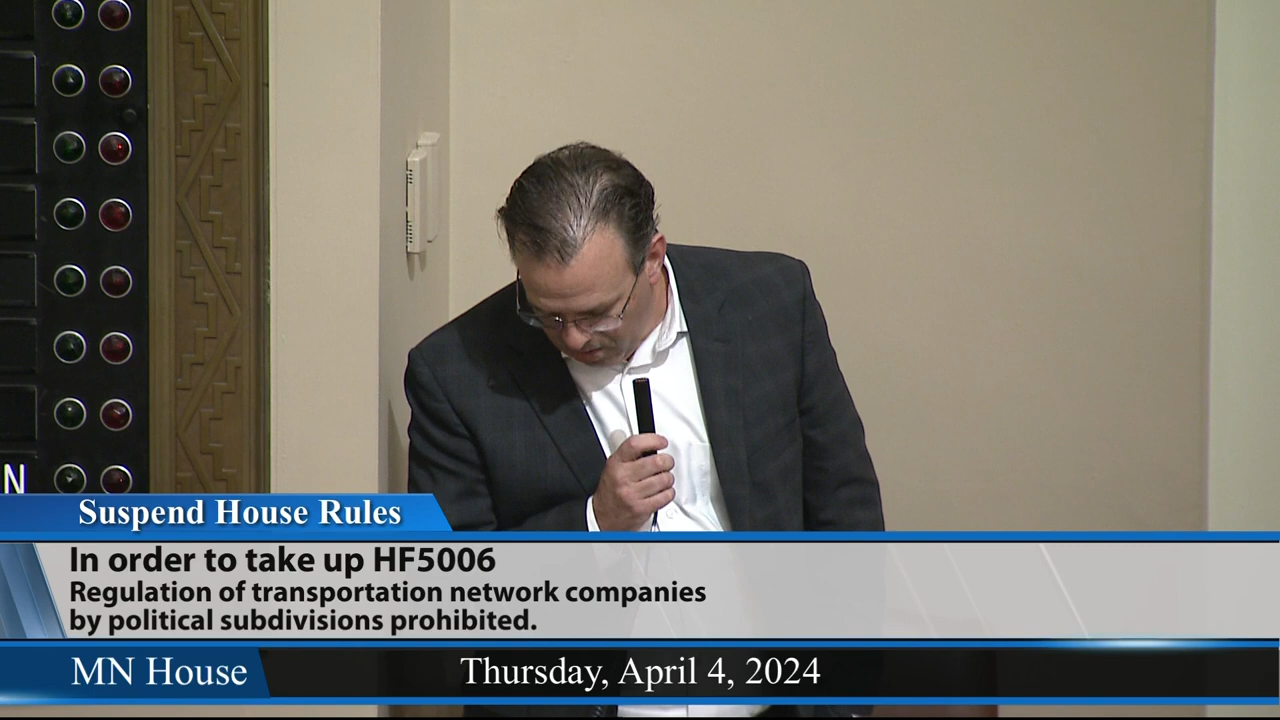 N
Suspend House Rules
In order to take up HF5006
Regulation of transportation network companies
by political subdivisions prohibited.
MN House
Thursday, April 4, 2024